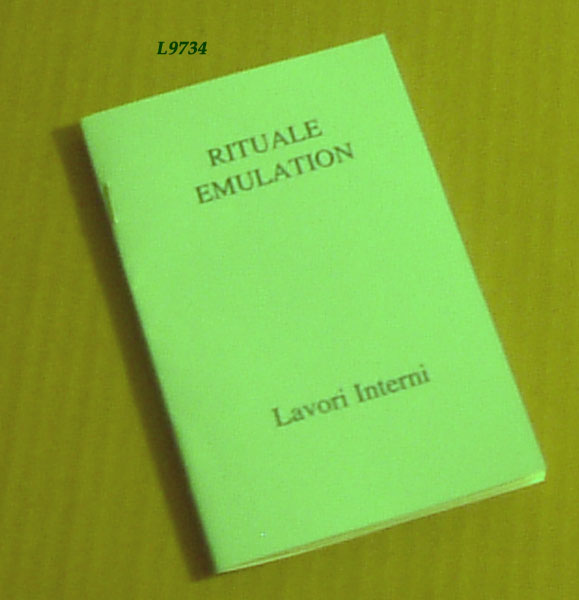 L9734
RITUALE
EMULATION
Lavori Interni